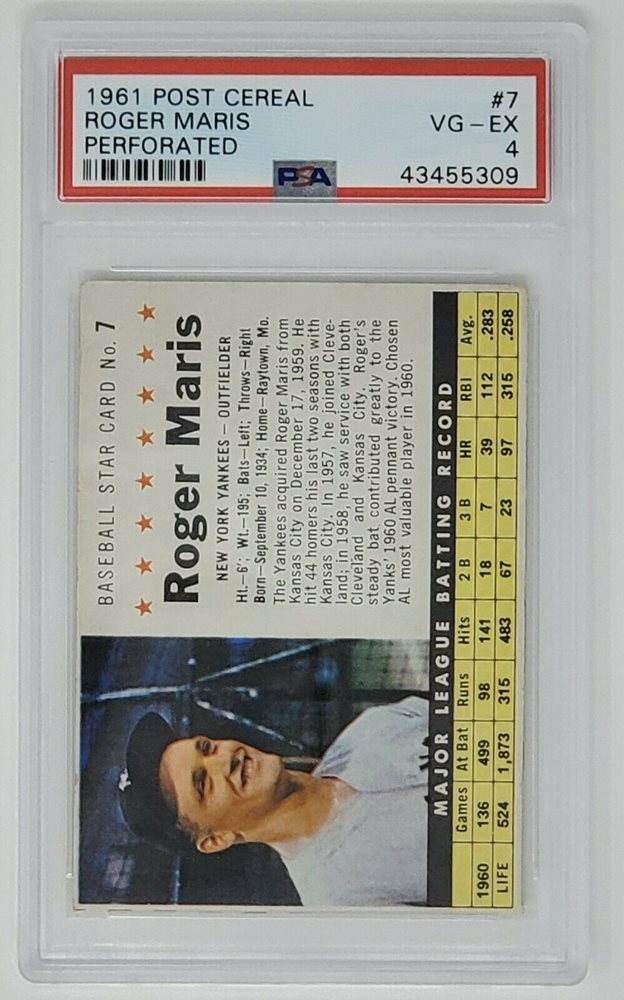 1961 POST CEREAL #7
ROGER MARIS VG-EX
PERFORATED 4
PSA 43455309
BASEBALL STAR CARD No. 7
Roger Maris
NEW YORK YANKEES — OUTFIELDER
Ht.—6'; Wt.—195; Bats—Left; Throws—Right
Born—September 10, 1934; Home—Raytown, Mo.
The Yankees acquired Roger Maris from
Kansas City on December 17, 1959. He
hit 44 homers his last two seasons with
Kansas City. In 1957, he joined Cleve-
land; in 1958, he saw service with both
Cleveland and Kansas City. Roger's
steady bat contributed greatly to the
Yanks' 1960 AL pennant victory. Chosen
AL most valuable player in 1960.
MAJOR LEAGUE BATTING RECORD
Games At Bat Runs Hits 2 B 3 B HR RBI Avg.
1960 136 499 98 141 18 7 39 112 .283
LIFE 524 1,873 315 483 67 23 97 315 .258